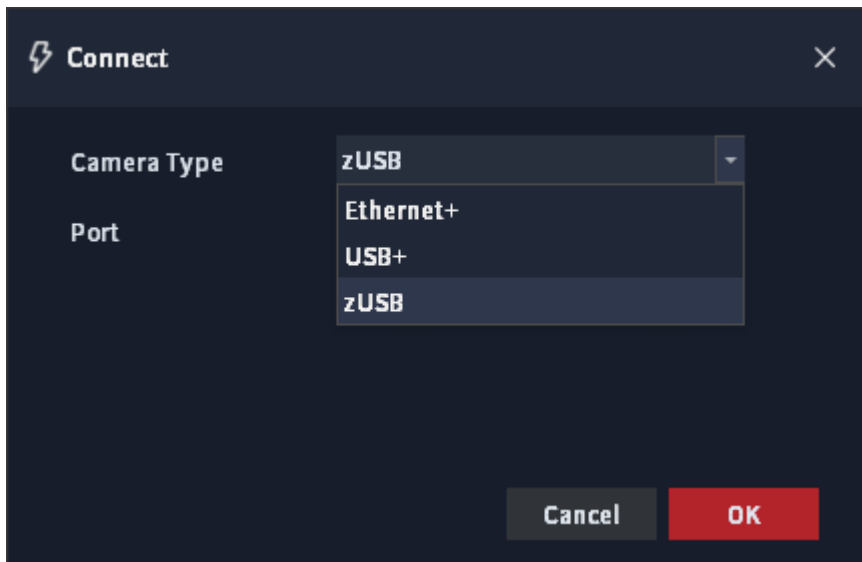 Connect
Camera Type
zUSB
Port
Ethernet+
USB+
zUSB
Cancel
OK